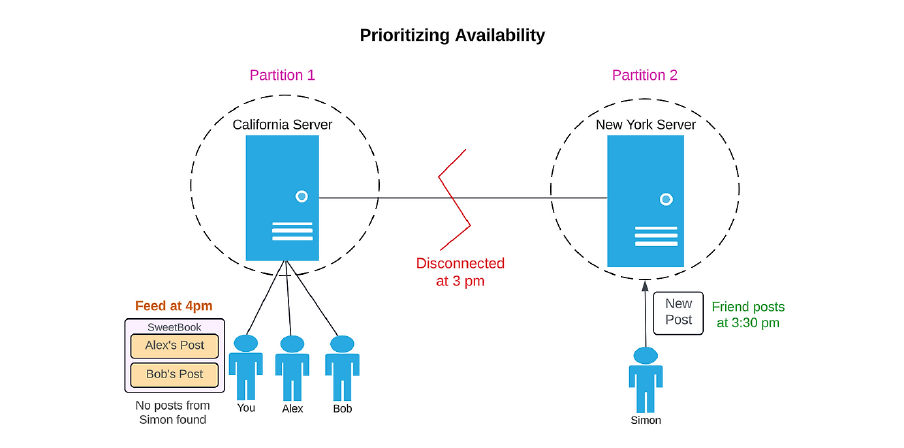 Prioritizing Availability
Partition 1
Partition 2
California Server
New York Server
Disconnected
at 3 pm
Feed at 4pm
SweetBook
Alex's Post
Bob's Post
No posts from
Simon found
You
Alex
Bob
New
Post
Friend posts
at 3:30 pm
Simon